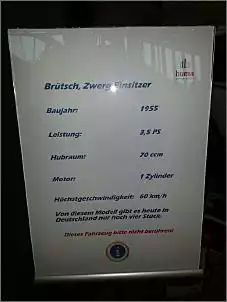 Brütsch, Zwerg Einsitzer
Baujahr: 1955
Leistung: 3,5 PS
Hubraum: 70 ccm
Motor: 1 Zylinder
Höchstgeschwindigkeit: 60 km/h
Von diesem Modell gibt es heute in
Deutschland nur noch vier Stück.
Dieses Fahrzeug bitte nicht berühren!